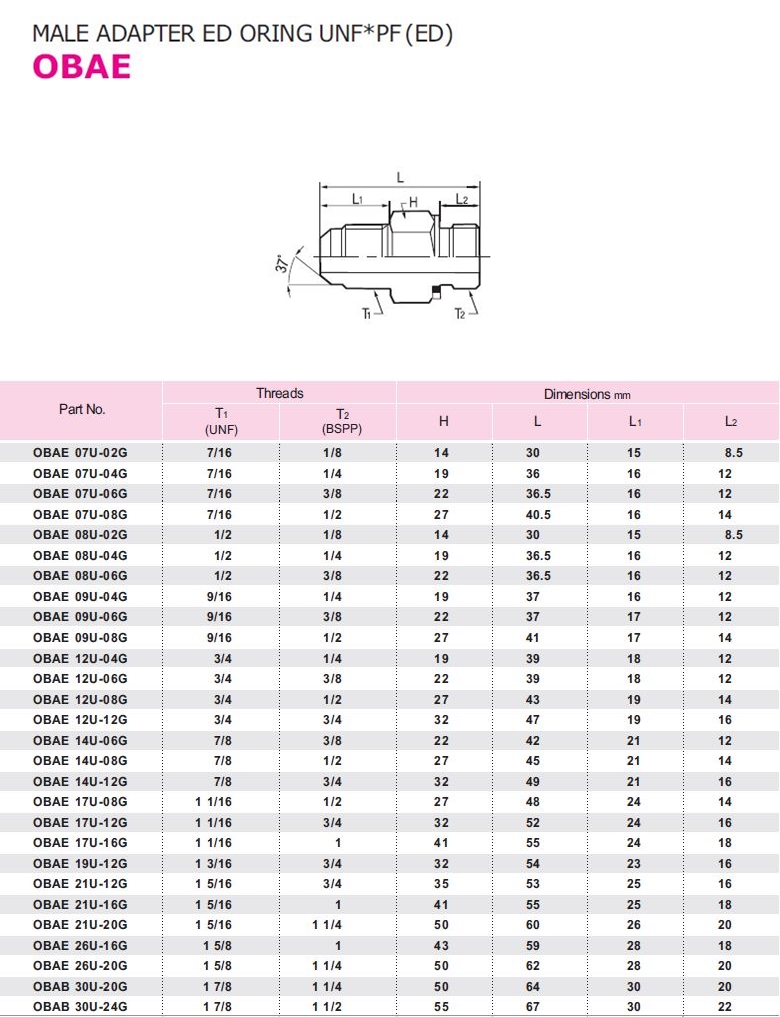 MALE ADAPTER ED ORING UNF*PF(ED)
OBAE
L
L1 H L2
37°
T1 T2
Part No. Threads Dimensions mm
T1 (UNF) T2 (BSPP) H L L1 L2
OBAE 07U-02G 7/16 1/8 14 30 15 8.5
OBAE 07U-04G 7/16 1/4 19 36 16 12
OBAE 07U-06G 7/16 3/8 22 36.5 16 12
OBAE 07U-08G 7/16 1/2 27 40.5 16 14
OBAE 08U-02G 1/2 1/8 14 30 15 8.5
OBAE 08U-04G 1/2 1/4 19 36.5 16 12
OBAE 08U-06G 1/2 3/8 22 36.5 16 12
OBAE 09U-04G 9/16 1/4 19 37 16 12
OBAE 09U-06G 9/16 3/8 22 37 17 12
OBAE 09U-08G 9/16 1/2 27 41 17 14
OBAE 12U-04G 3/4 1/4 19 39 18 12
OBAE 12U-06G 3/4 3/8 22 39 18 12
OBAE 12U-08G 3/4 1/2 27 43 19 14
OBAE 12U-12G 3/4 3/4 32 47 19 16
OBAE 14U-06G 7/8 3/8 22 42 21 12
OBAE 14U-08G 7/8 1/2 27 45 21 14
OBAE 14U-12G 7/8 3/4 32 49 21 16
OBAE 17U-08G 1 1/16 1/2 27 48 24 14
OBAE 17U-12G 1 1/16 3/4 32 52 24 16
OBAE 17U-16G 1 1/16 1 41 55 24 18
OBAE 19U-12G 1 3/16 3/4 32 54 23 16
OBAE 21U-12G 1 5/16 3/4 35 53 25 16
OBAE 21U-16G 1 5/16 1 41 55 25 18
OBAE 21U-20G 1 5/16 1 1/4 50 60 26 20
OBAE 26U-16G 1 5/8 1 43 59 28 18
OBAE 26U-20G 1 5/8 1 1/4 50 62 28 20
OBAB 30U-20G 1 7/8 1 1/4 50 64 30 20
OBAB 30U-24G 1 7/8 1 1/2 55 67 30 22